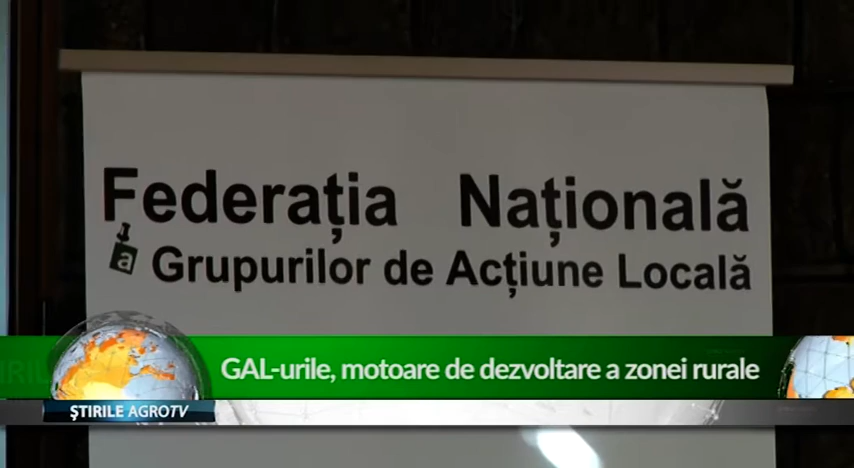 Federația Națională
a Grupurilor de Acțiune Locală
GAL-urile, motoare de dezvoltare a zonei rurale
ȘTIRILE AGROTV